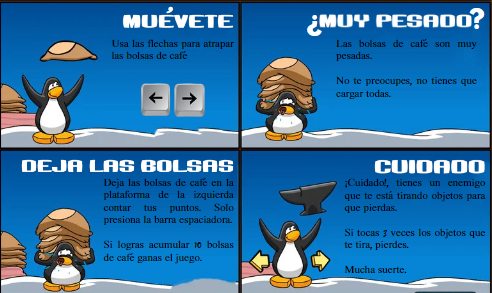 MUÉVETE
Usa las flechas para atrapar
las bolsas de café
¿MUY PESADO?
Las bolsas de café son muy
pesadas.
No te preocupes, no tienes que
cargar todas.
DEJA LAS BOLSAS
Deja las bolsas de café en la
plataforma de la izquierda
contar tus puntos. Solo
presiona la barra espaciadora.
Si logras acumular 10 bolsas
de café ganas el juego.
CUIDADO
¡Cuidado!, tienes un enemigo
que te está tirando objetos para
que pierdas.
Si tocas 3 veces los objetos que
te tira, pierdes.
Mucha suerte.